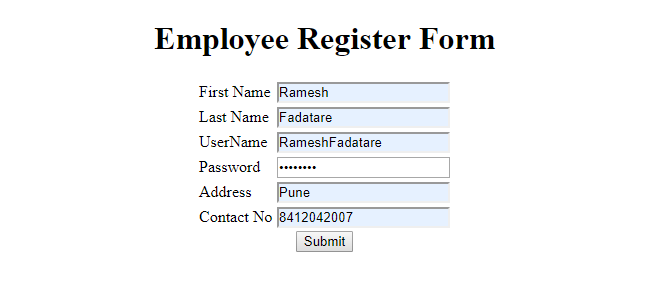 Employee Register Form
First Name Ramesh
Last Name Fadatare
UserName RameshFadatare
Password ••••••••
Address Pune
Contact No 8412042007
Submit